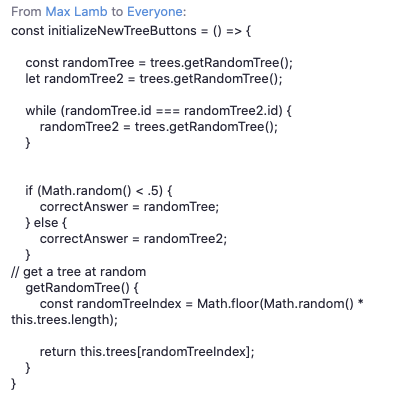 From Max Lamb to Everyone:
const initializeNewTreeButtons = () => {
const randomTree = trees.getRandomTree();
let randomTree2 = trees.getRandomTree();
while (randomTree.id === randomTree2.id) {
randomTree2 = trees.getRandomTree();
}
if (Math.random() < .5) {
correctAnswer = randomTree;
} else {
correctAnswer = randomTree2;
}
// get a tree at random
getRandomTree() {
const randomTreeIndex = Math.floor(Math.random() *
this.trees.length);
return this.trees[randomTreeIndex];
}
}